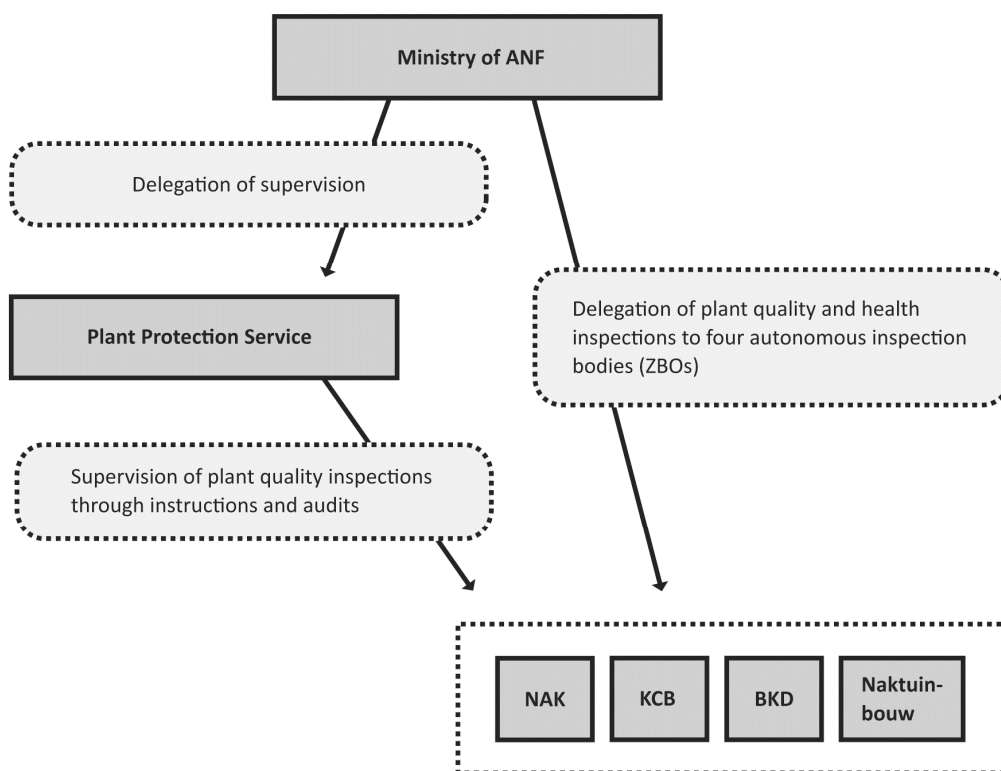 Ministry of ANF
Delegation of supervision
Plant Protection Service
Delegation of plant quality and health
inspections to four autonomous inspection
bodies (ZBOs)
Supervision of plant quality inspections
through instructions and audits
NAK
KCB
BKD
Naktuin-
bouw